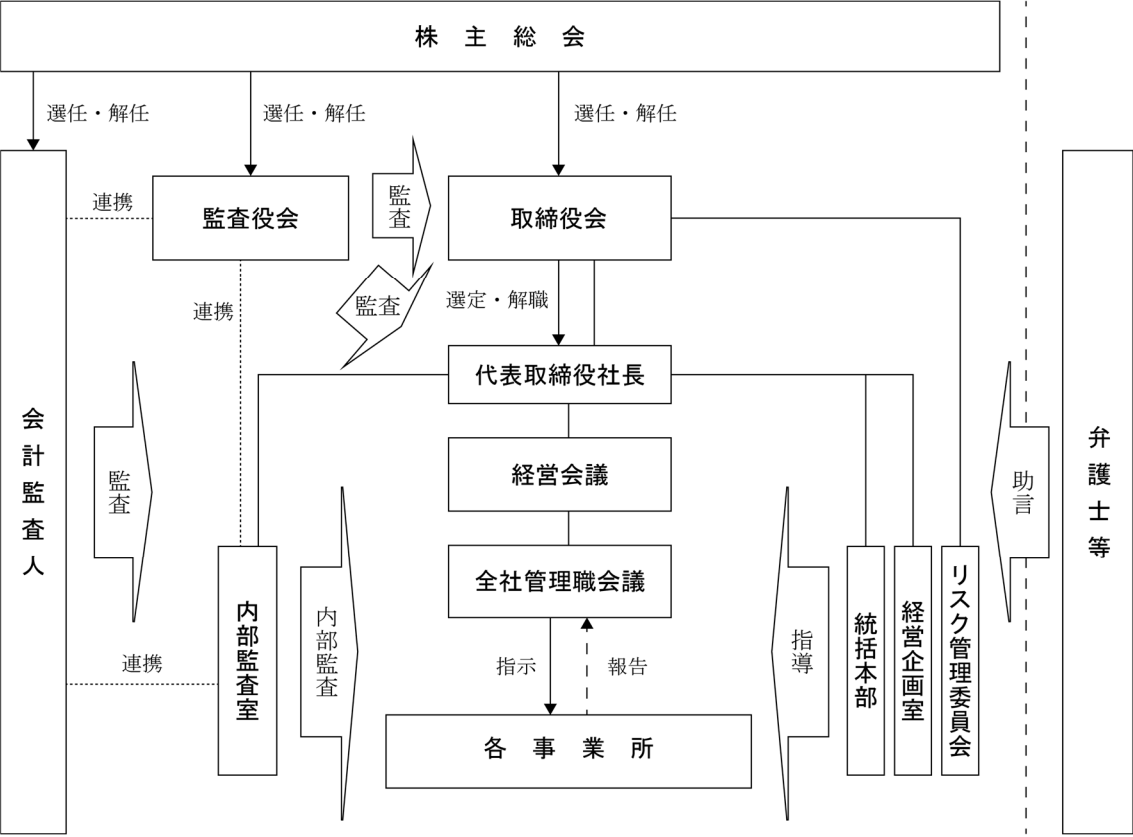 株主総会
選任・解任
選任・解任
選任・解任
連携
監査役会
監査
取締役会
連携
監査
選定・解職
代表取締役社長
会計監査人
監査
経営会議
助言
弁護士等
全社管理職会議
内部監査室
内部監査
指導
統括本部
経営企画室
リスク管理委員会
連携
指示
報告
各事業所